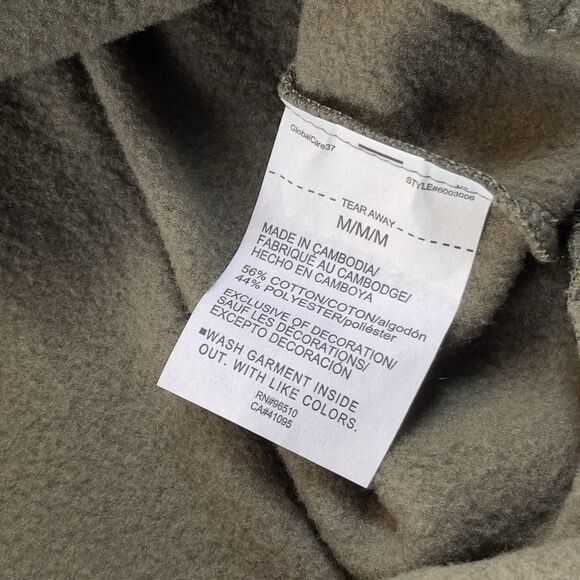 GlobalCare37
STYLE#6003006
TEAR AWAY
M/M/M
MADE IN CAMBODIA/
FABRIQUÉ AU CAMBODGE/
HECHO EN CAMBOYA
56% COTTON/COTON/algodón
44% POLYESTER/poliéster
EXCLUSIVE OF DECORATION/
SAUF LES DÉCORATIONS/
EXCEPTO DECORACIÓN
■WASH GARMENT INSIDE
OUT. WITH LIKE COLORS.
RN#96510
CA#41095